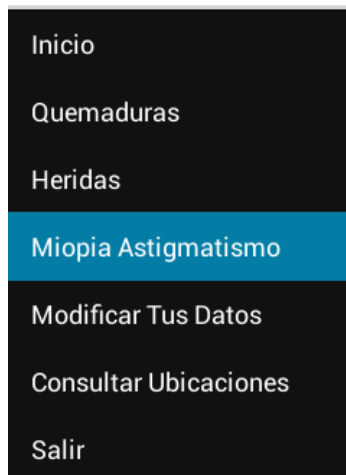 Inicio
Quemaduras
Heridas
Miopia Astigmatismo
Modificar Tus Datos
Consultar Ubicaciones
Salir